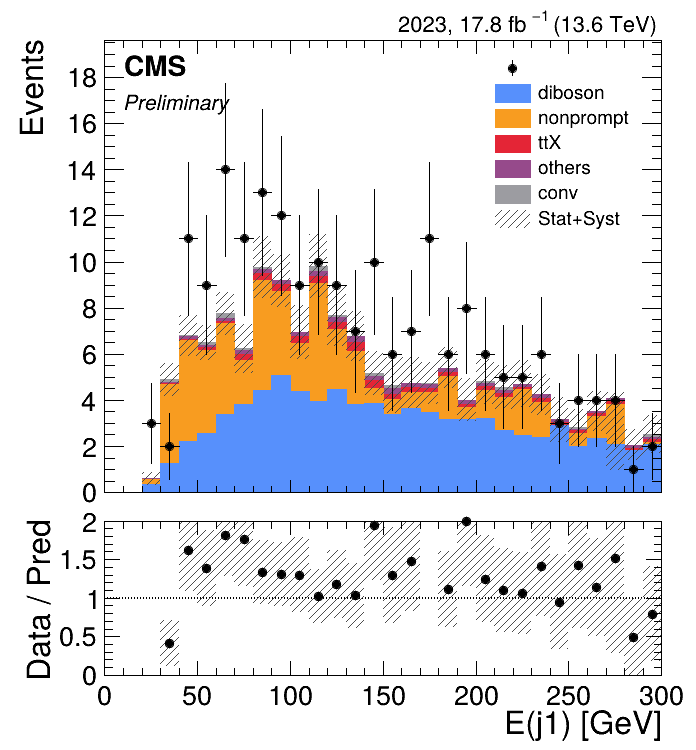 2023, 17.8 fb⁻¹ (13.6 TeV)
CMS
Preliminary
diboson
nonprompt
ttX
others
conv
Stat+Syst
Events
18
16
14
12
10
8
6
4
2
0
Data / Pred
2
1.5
1
0.5
0
0 50 100 150 200 250 300
E(j1) [GeV]